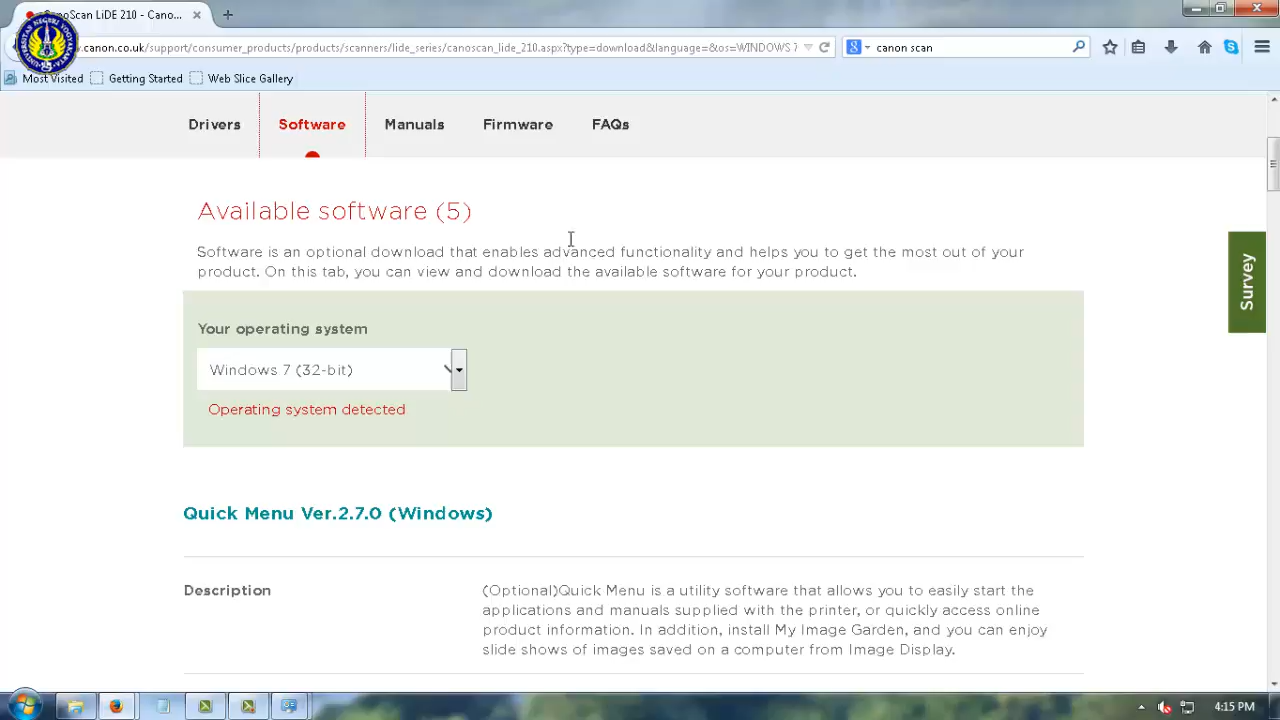 CanoScan LiDE 210 - Cano...
.canon.co.uk/support/consumer_products/products/scanner/lide_series/canoscan_lide_210.aspx?type=download&language=&os=WINDOWS 7
canon scan
Most Visited
Getting Started
Web Slice Gallery
Drivers
Software
Manuals
Firmware
FAQs
Available software (5)
Software is an optional download that enables advanced functionality and helps you to get the most out of your
product. On this tab, you can view and download the available software for your product.
Survey
Your operating system
Windows 7 (32-bit)
Operating system detected
Quick Menu Ver.2.7.0 (Windows)
Description
(Optional)Quick Menu is a utility software that allows you to easily start the
applications and manuals supplied with the printer, or quickly access online
product information. In addition, install My Image Garden, and you can enjoy
slide shows of images saved on a computer from Image Display.
4:15 PM